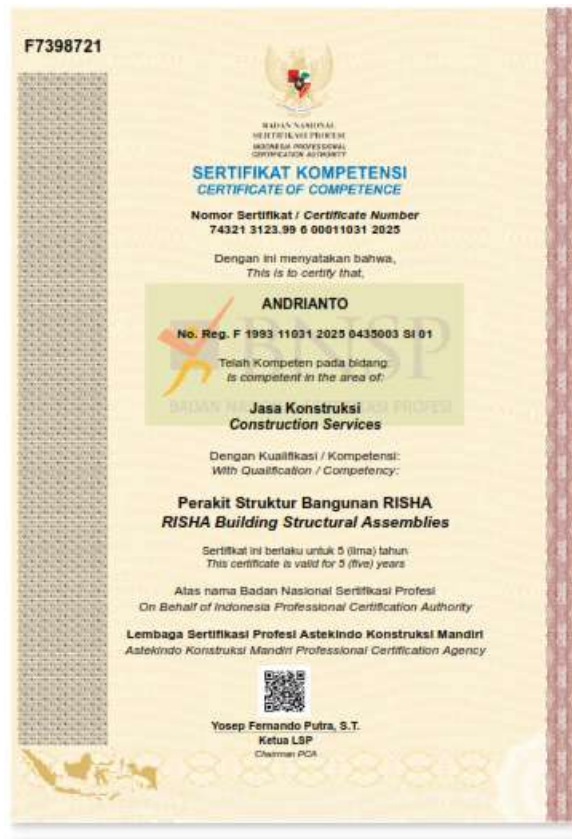 F7398721
BADAN NASIONAL
SERTIFIKASI PROFESI
INDONESIA PROFESSIONAL
CERTIFICATION AUTHORITY
SERTIFIKAT KOMPETENSI
CERTIFICATE OF COMPETENCE
Nomor Sertifikat / Certificate Number
74321 3123.99 6 00011031 2025
Dengan ini menyatakan bahwa,
This is to certify that,
ANDRIANTO
No. Reg. F 1993 11031 2025 0435003 SI 01
BNSP
Telah Kompeten pada bidang:
Is competent in the area of:
BADAN NASIONAL SERTIFIKASI PROFESI
Jasa Konstruksi
Construction Services
Dengan Kualifikasi / Kompetensi:
With Qualification / Competency:
Perakit Struktur Bangunan RISHA
RISHA Building Structural Assemblies
Sertifikat ini berlaku untuk 5 (lima) tahun
This certificate is valid for 5 (five) years
Atas nama Badan Nasional Sertifikasi Profesi
On Behalf of Indonesia Professional Certification Authority
Lembaga Sertifikasi Profesi Astekindo Konstruksi Mandiri
Astekindo Konstruksi Mandiri Professional Certification Agency
Yosep Fernando Putra, S.T.
Ketua LSP
Chairman PCA